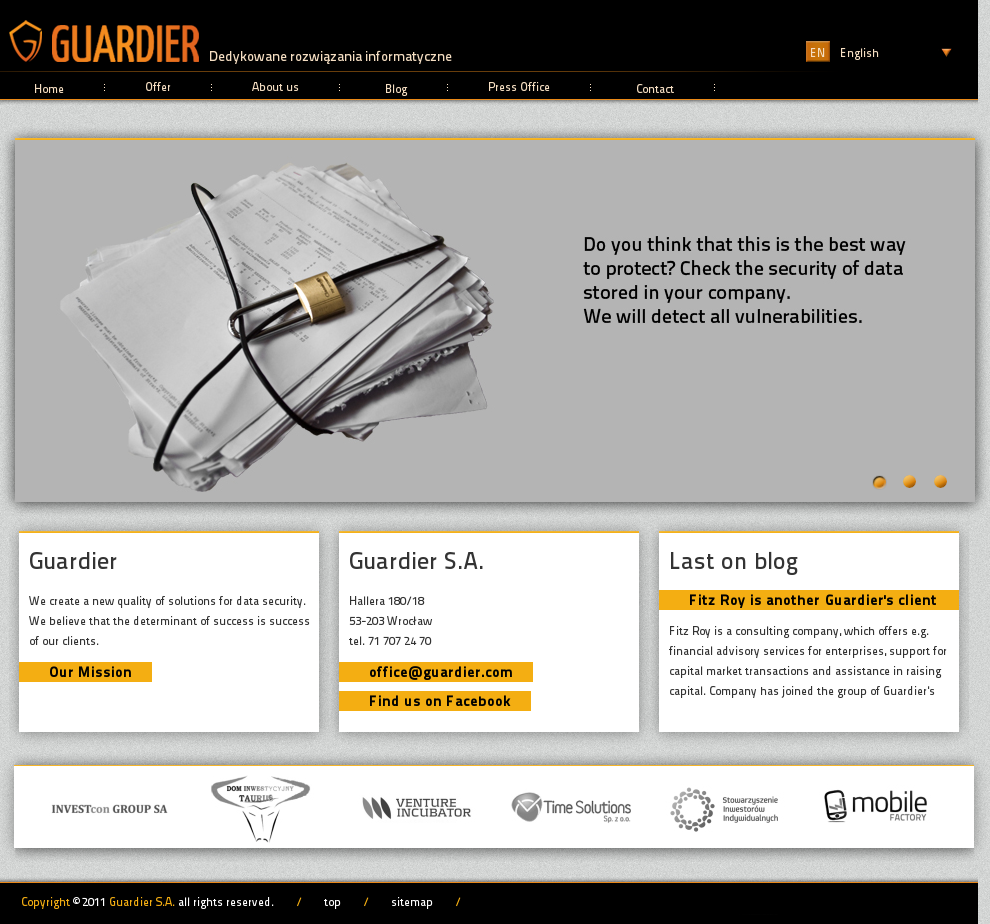 GUARDIER Dedykowane rozwiązania informatyczne
EN English
Home Offer About us Blog Press Office Contact
Do you think that this is the best way
to protect? Check the security of data
stored in your company.
We will detect all vulnerabilities.
Guardier
We create a new quality of solutions for data security.
We believe that the determinant of success is success
of our clients.
Our Mission
Guardier S.A.
Hallera 180/18
53-203 Wrocław
tel. 71 707 24 70
office@guardier.com
Find us on Facebook
Last on blog
Fitz Roy is another Guardier's client
Fitz Roy is a consulting company, which offers e.g.
financial advisory services for enterprises, support for
capital market transactions and assistance in raising
capital. Company has joined the group of Guardier's
INVESTcon GROUP SA
DOM INWESTYCYJNY
TAURUS
VENTURE
INCUBATOR
Time Solutions
Sp. z o.o.
Stowarzyszenie
Inwestorów
Indywidualnych
mobile
FACTORY
Copyright © 2011 Guardier S.A. all rights reserved. / top / sitemap /